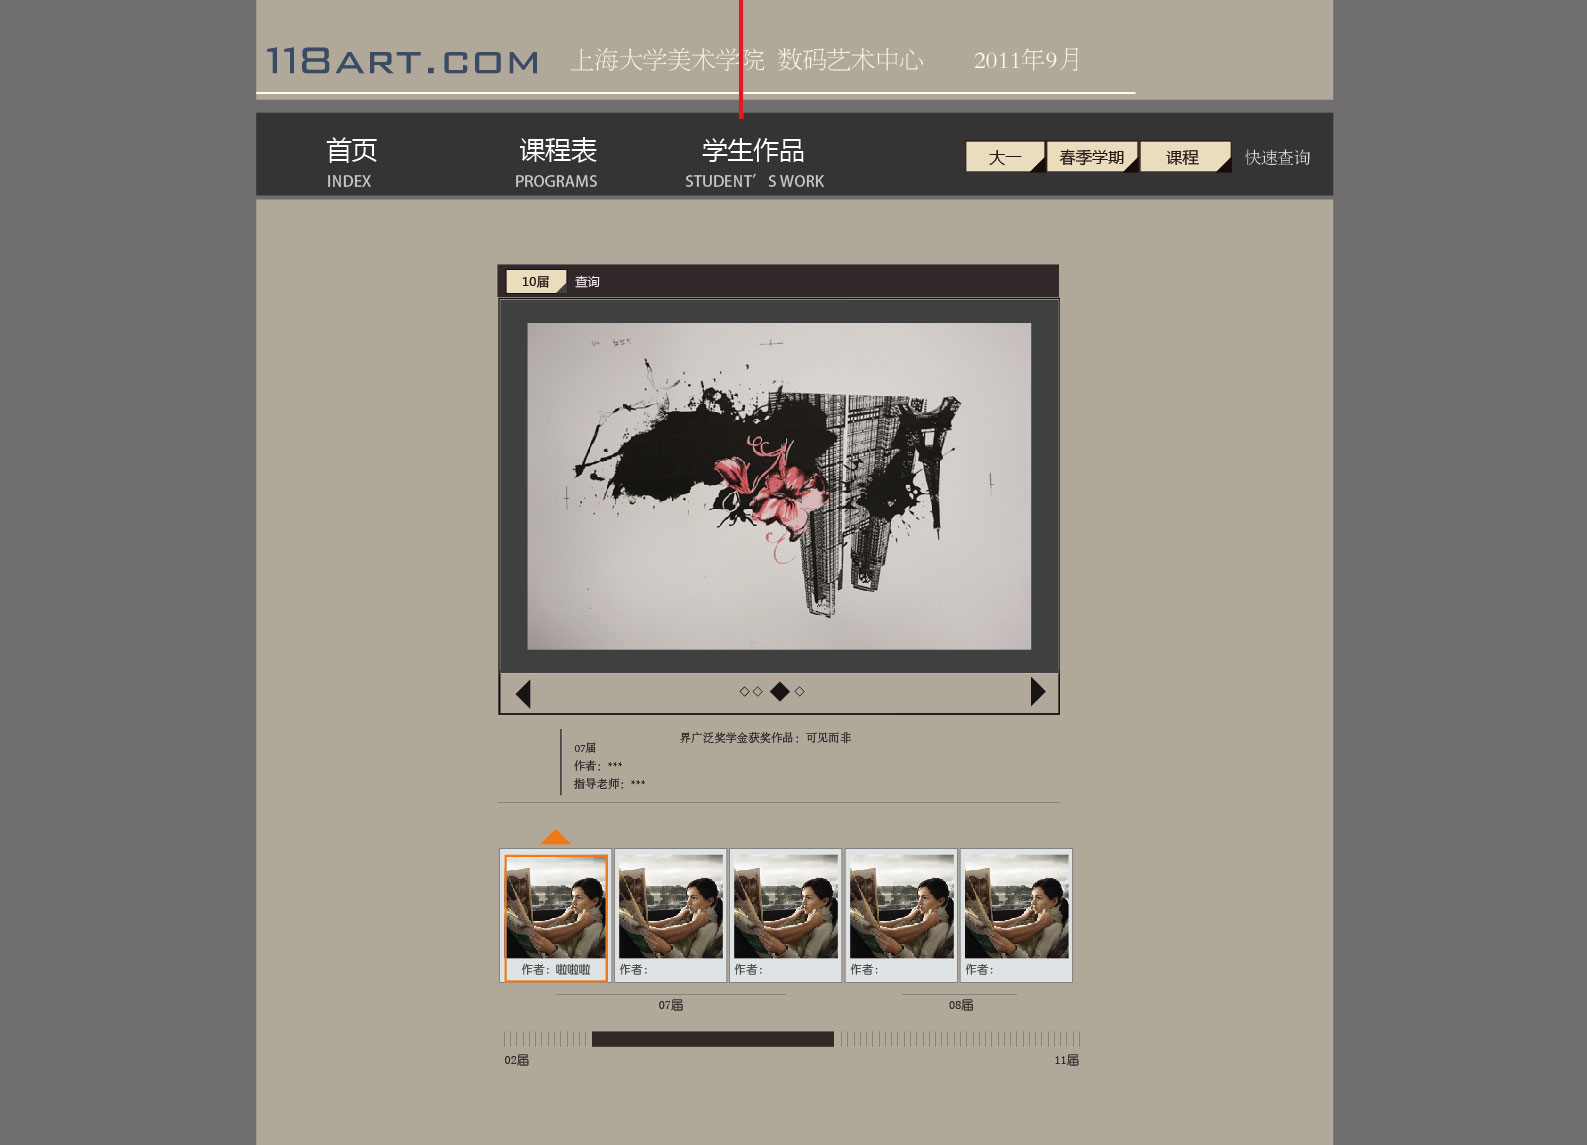 118ART.COM 上海大学美术学院 数码艺术中心 2011年9月
首页 课程表 学生作品 大一 春季学期 课程 快速查询
INDEX PROGRAMS STUDENT' S WORK
10届 查询
界广泛奖学金获奖作品：可见而非
07届
作者：***
指导老师：***
作者：啦啦啦 作者： 作者： 作者： 作者：
07届 08届
02届 11届